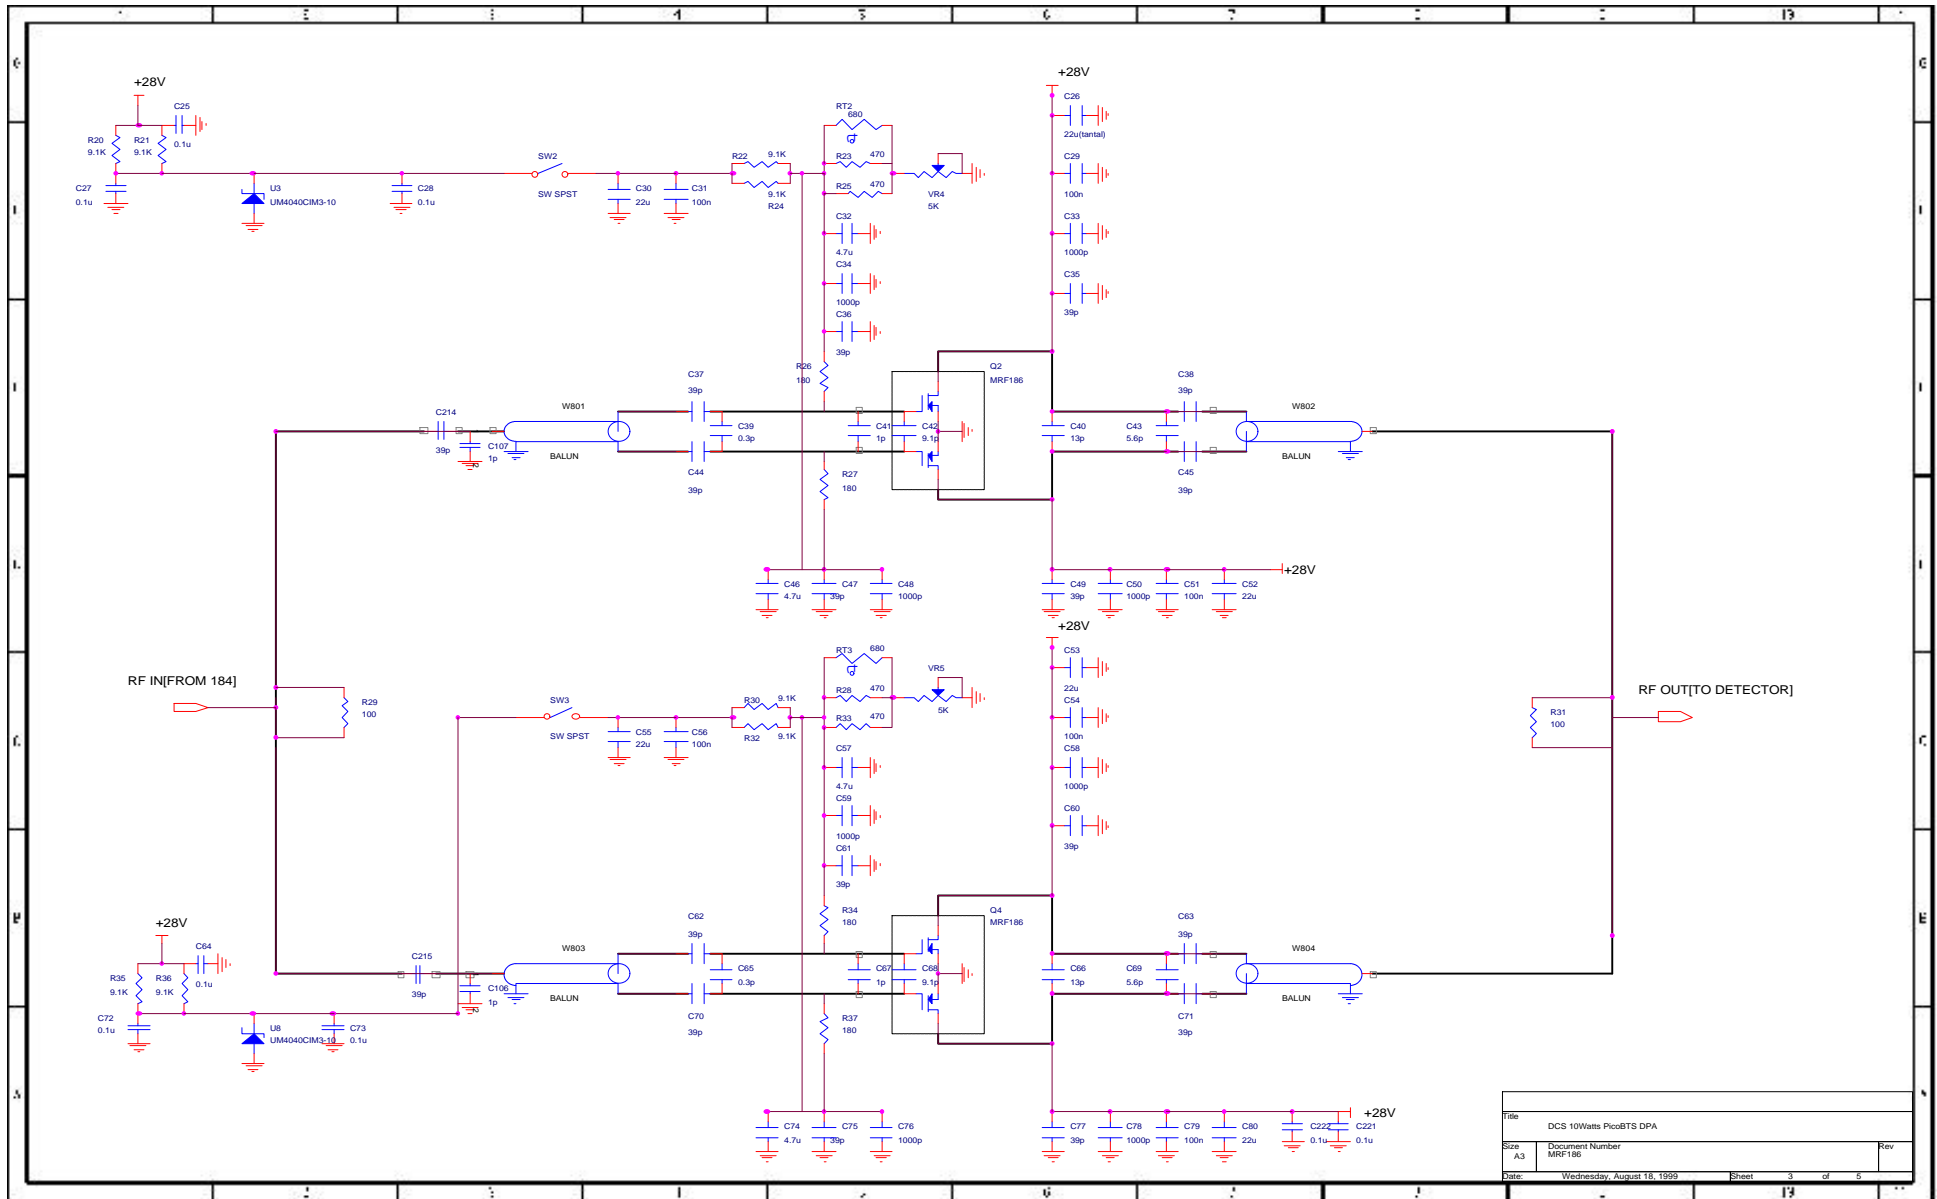 +28V
C25
0.1u
R20
9.1K
R21
9.1K
C27
0.1u
U3
UM4040CIM3-10
C28
0.1u
SW2
SW SPST
C30
22u
C31
100n
R22
9.1K
9.1K
R24
RT2
680
R23
470
R25
470
VR4
5K
C32
4.7u
C34
1000p
C36
39p
R26
180
+28V
C26
22u(tantal)
C29
100n
C33
1000p
C35
39p
C214
39p
C107
1p
W801
BALUN
C37
39p
C44
39p
C39
0.3p
C41
1p
C42
9.1p
Q2
MRF186
R27
180
C40
13p
C43
5.6p
C38
39p
C45
39p
W802
BALUN
C46
4.7u
C47
39p
C48
1000p
C49
39p
C50
1000p
C51
100n
C52
22u
+28V
RF IN[FROM 184]
R29
100
SW3
SW SPST
C55
22u
C56
100n
R30
9.1K
R32
9.1K
RT3
680
R28
470
R33
470
VR5
5K
C57
4.7u
C59
1000p
C61
39p
R34
180
+28V
C53
22u
C54
100n
C58
1000p
C60
39p
R31
100
RF OUT[TO DETECTOR]
+28V
C64
0.1u
R35
9.1K
R36
9.1K
C72
0.1u
U8
UM4040CIM3-10
C73
0.1u
C215
39p
C106
1p
W803
BALUN
C62
39p
C70
39p
C65
0.3p
C67
1p
C68
9.1p
Q4
MRF186
R37
180
C66
13p
C69
5.6p
C63
39p
C71
39p
W804
BALUN
C74
4.7u
C75
39p
C76
1000p
C77
39p
C78
1000p
C79
100n
C80
22u
C222
0.1u
C221
0.1u
+28V
Title
DCS 10Watts PicoBTS DPA
Size
A3
Document Number
MRF186
Rev
Date:
Wednesday, August 18, 1999
Sheet
3
of
5